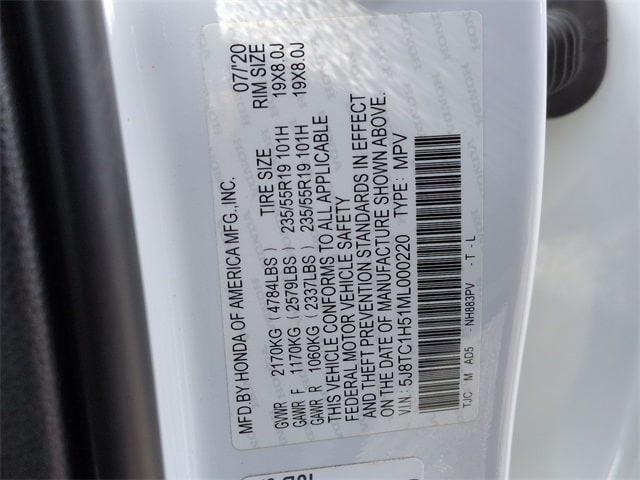 MFD.BY HONDA OF AMERICA MFG.,INC. 07/'20
TIRE SIZE RIM SIZE
GVWR 2170KG ( 4784LBS )
GAWR F 1170KG ( 2579LBS ) 235/55R19 101H 19X8.0J
GAWR R 1060KG ( 2337LBS ) 235/55R19 101H 19X8.0J
THIS VEHICLE CONFORMS TO ALL APPLICABLE
FEDERAL MOTOR VEHICLE SAFETY
AND THEFT PREVENTION STANDARDS IN EFFECT
ON THE DATE OF MANUFACTURE SHOWN ABOVE.
V.I.N.: 5J8TC1H51ML000220 TYPE: MPV
TJC M AD5 - NH883PV - T - L